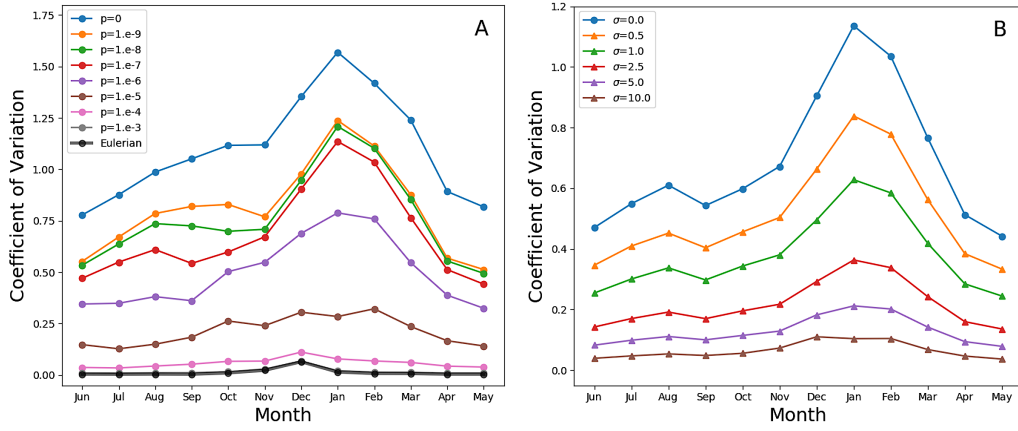 A
Coefficient of Variation
1.75
1.50
1.25
1.00
0.75
0.50
0.25
0.00
p=0
p=1.e-9
p=1.e-8
p=1.e-7
p=1.e-6
p=1.e-5
p=1.e-4
p=1.e-3
Eulerian
Jun Jul Aug Sep Oct Nov Dec Jan Feb Mar Apr May
Month
B
Coefficient of Variation
1.2
1.0
0.8
0.6
0.4
0.2
0.0
σ=0.0
σ=0.5
σ=1.0
σ=2.5
σ=5.0
σ=10.0
Jun Jul Aug Sep Oct Nov Dec Jan Feb Mar Apr May
Month